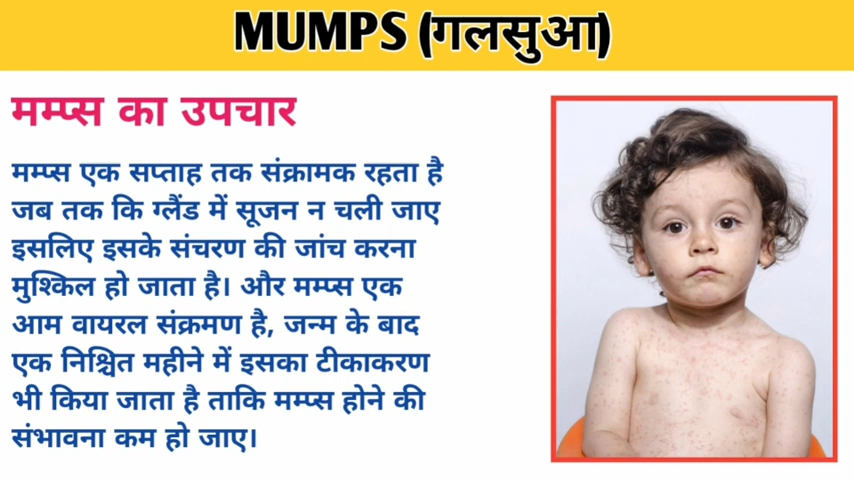 MUMPS (गलसुआ)
मम्प्स का उपचार
मम्प्स एक सप्ताह तक संक्रामक रहता है
जब तक कि ग्लैंड में सूजन न चली जाए
इसलिए इसके संचरण की जांच करना
मुश्किल हो जाता है। और मम्प्स एक
आम वायरल संक्रमण है, जन्म के बाद
एक निश्चित महीने में इसका टीकाकरण
भी किया जाता है ताकि मम्प्स होने की
संभावना कम हो जाए।